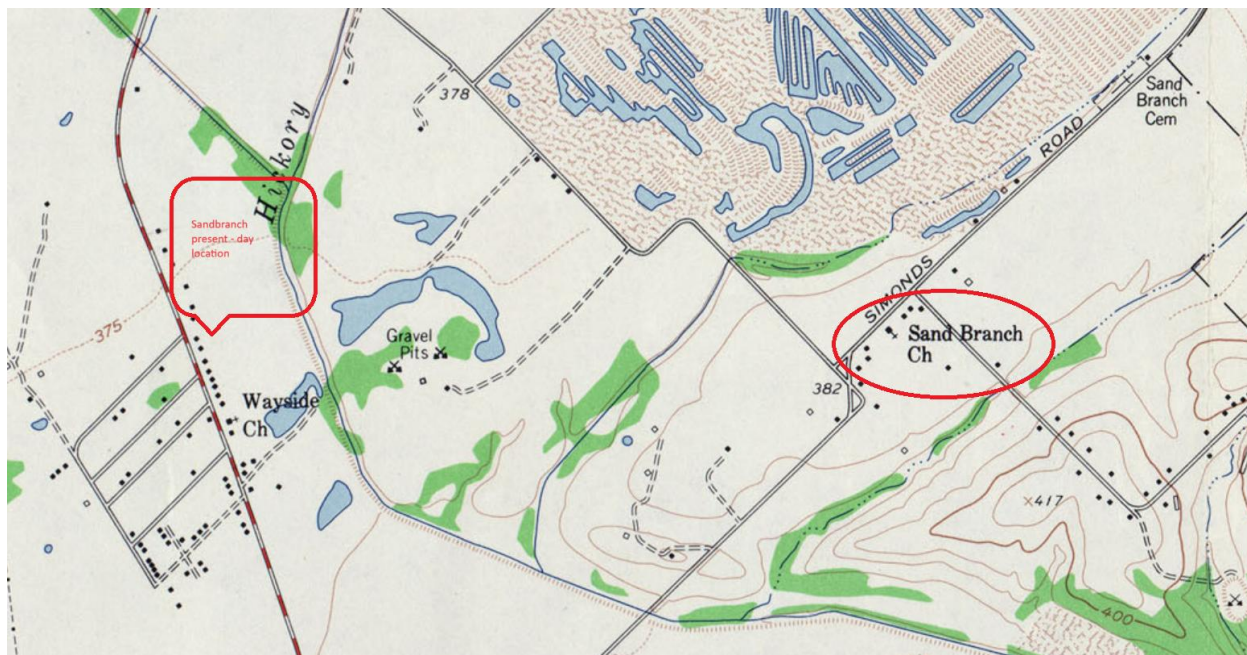 378
Hickory
Sand
Branch
Cem
ROAD
Sandbranch
present - day
location
SIMONDS
375
Gravel
Pits
Sand Branch
Ch
382
Wayside
Ch
×417
400